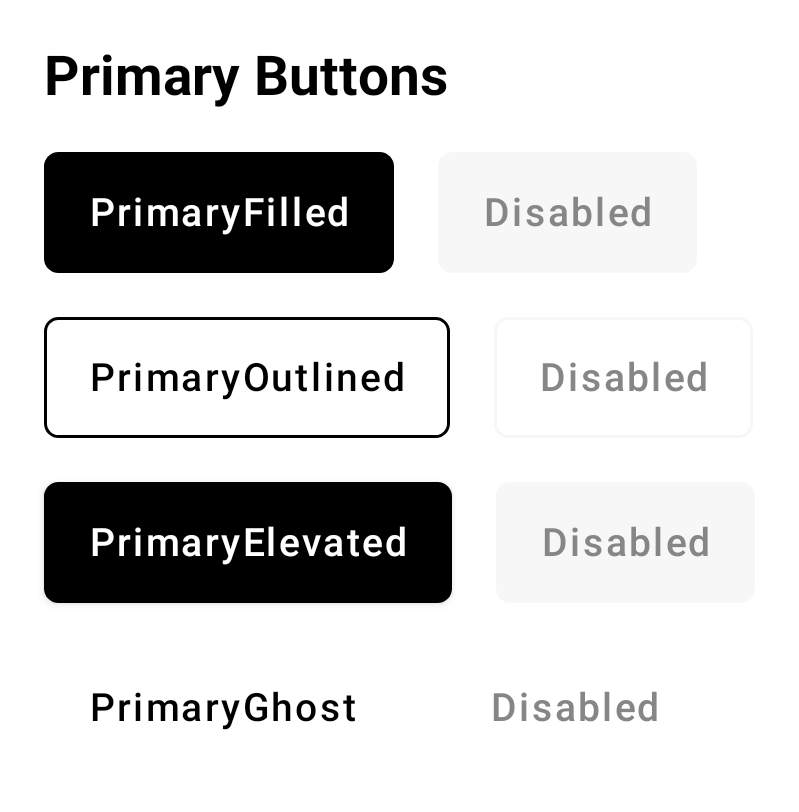 Primary Buttons
PrimaryFilled Disabled
PrimaryOutlined Disabled
PrimaryElevated Disabled
PrimaryGhost Disabled